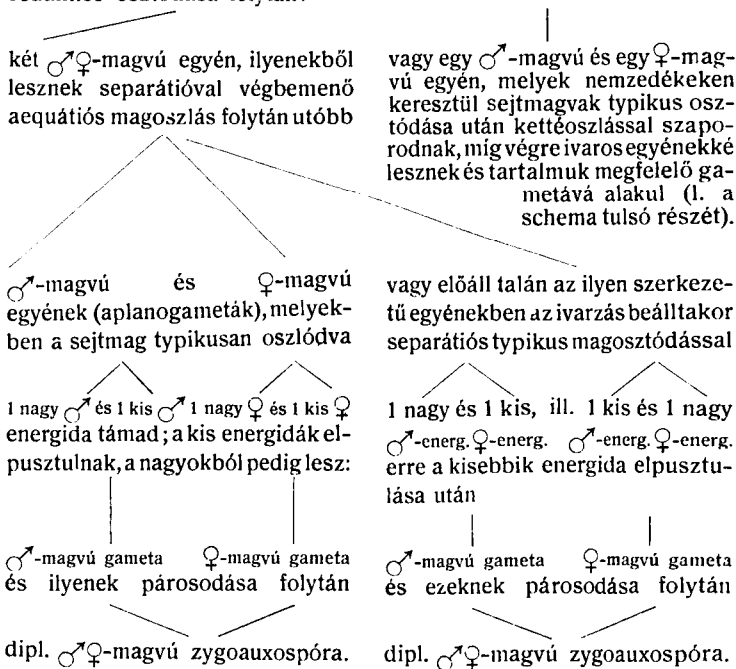 két ♂♀-magvú egyén, ilyenekből
lesznek separátióval végbemenő
aequátiós magoszlás folytán utóbb
vagy egy ♂-magvú és egy ♀-mag-
vú egyén, melyek nemzedékeken
keresztül sejtmagvak typikus osz-
tódása után kettéoszlással szapo-
rodnak, míg végre ivaros egyénekké
lesznek és tartalmuk megfelelő ga-
metává alakul (l. a
schema tulsó részét).
♂-magvú és ♀-magvú
egyének (aplanogameták), melyek-
ben a sejtmag typikusan oszlódva
vagy előáll talán az ilyen szerkeze-
tű egyénekben az ivarzás beálltakor
separátiós typikus magosztódással
1 nagy ♂ és 1 kis ♂ 1 nagy ♀ és 1 kis ♀
energida támad; a kis energidák el-
pusztulnak, a nagyokból pedig lesz:
1 nagy és 1 kis, ill. 1 kis és 1 nagy
♂-energ. ♀-energ. ♂-energ. ♀-energ.
erre a kisebbik energida elpusztu-
lása után
♂-magvú gameta ♀-magvú gameta
és ilyenek párosodása folytán
♂-magvú gameta ♀-magvú gameta
és ezeknek párosodása folytán
dipl. ♂♀-magvú zygoauxospóra.
dipl. ♂♀-magvú zygoauxospóra.